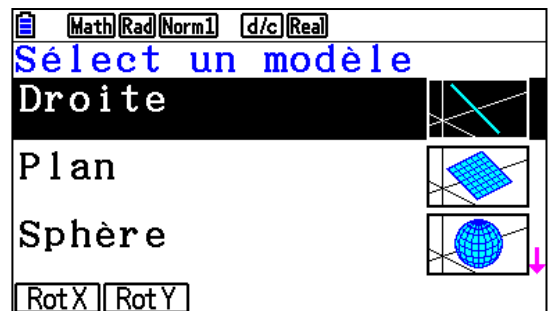 Math Rad Norm1 d/c Real
Sélect un modèle
Droite
Plan
Sphère
RotX RotY